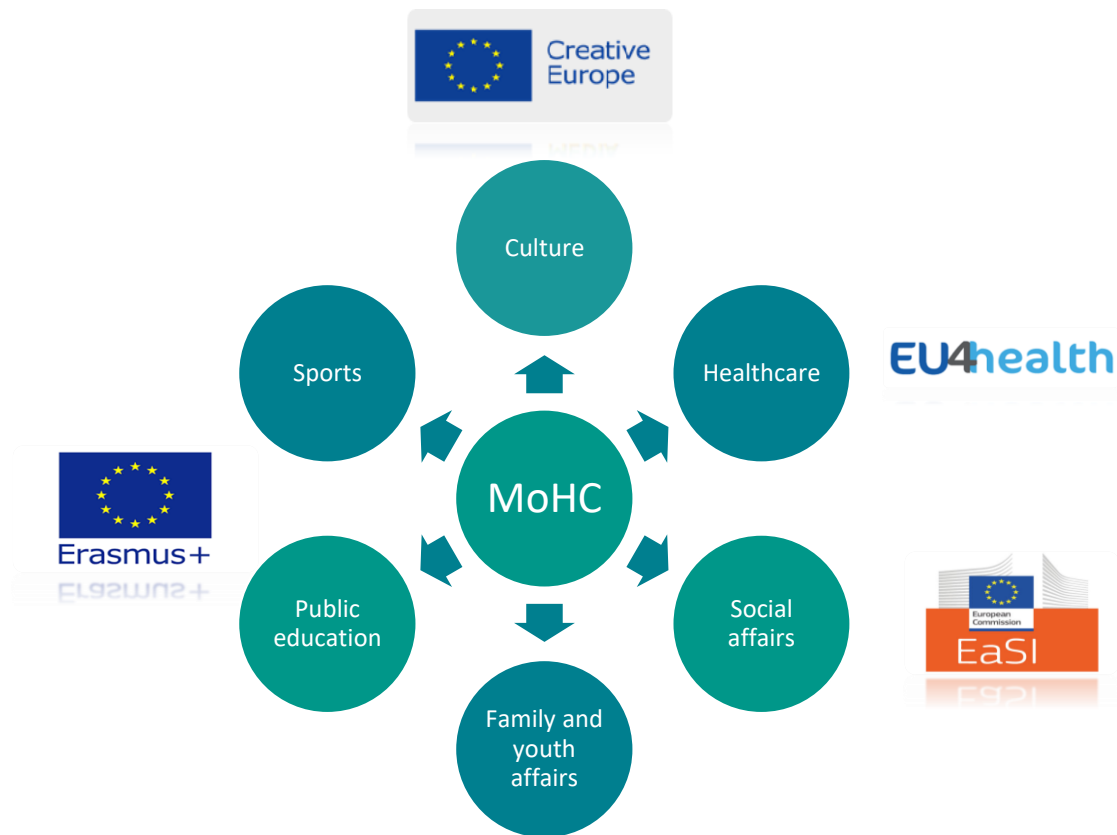 Creative
Europe
Culture
Sports
Healthcare
EU4health
MoHC
Erasmus+
Public
education
Social
affairs
European
Commission
EaSI
Family and
youth
affairs